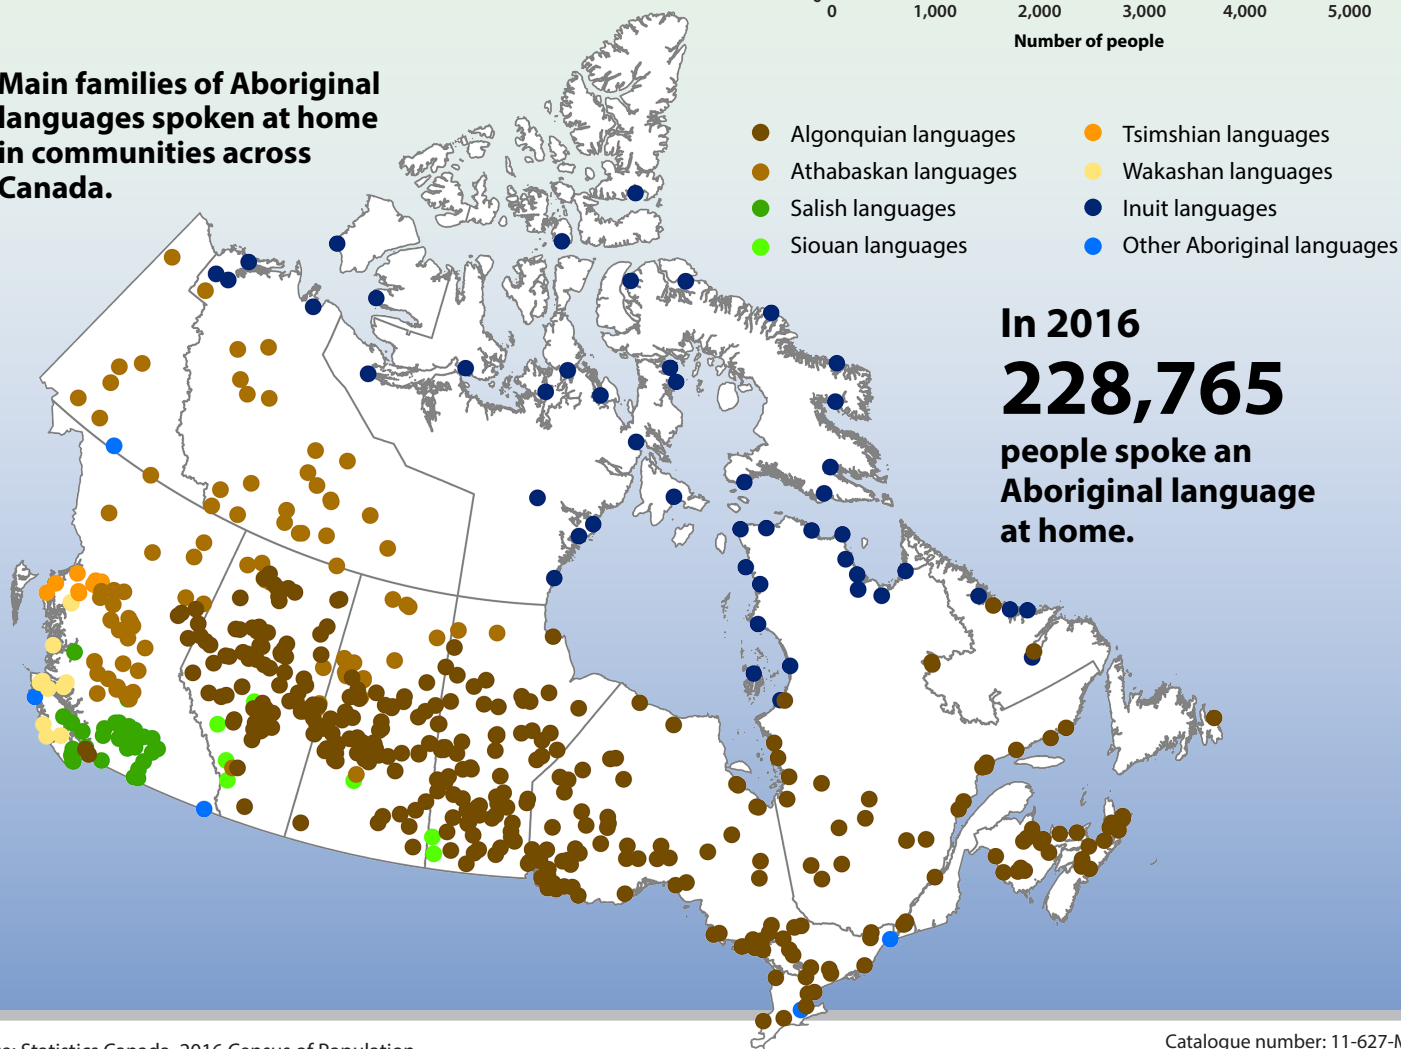 0 1,000 2,000 3,000 4,000 5,000
Number of people
Main families of Aboriginal
languages spoken at home
in communities across
Canada.
Algonquian languages
Athabaskan languages
Salish languages
Siouan languages
Tsimshian languages
Wakashan languages
Inuit languages
Other Aboriginal languages
In 2016
228,765
people spoke an
Aboriginal language
at home.
Statistics Canada, 2016 Census of Population
Catalogue number: 11-627-M